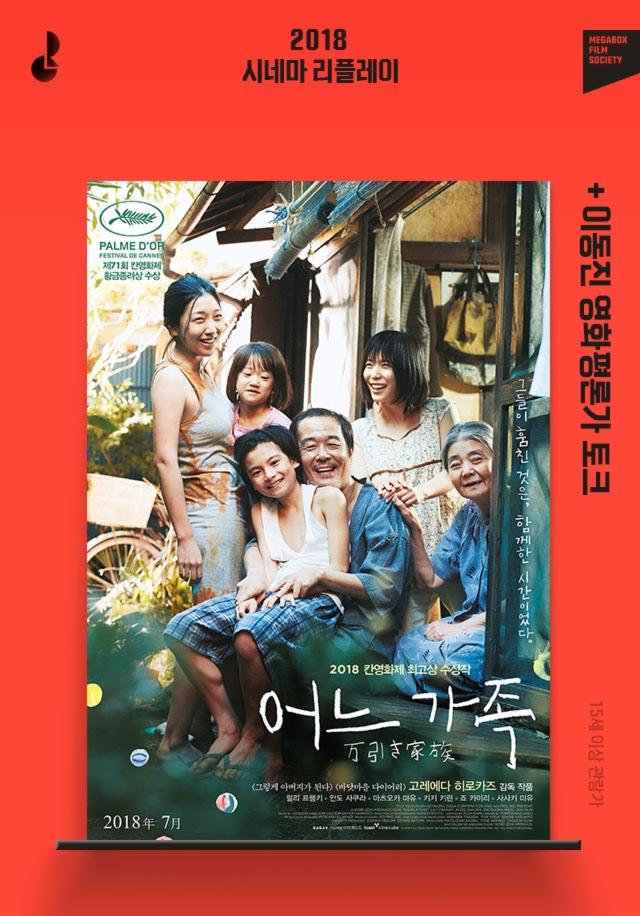 2018
시네마 리플레이
MEGABOX
FILM
SOCIETY
+ 이동진 영화평론가 토크
PALME D'OR
FESTIVAL DE CANNES
제71회 칸영화제
황금종려상 수상
그들이 훔친 것은, 함께한 시간이었다
2018 칸영화제 최고상 수상작
어느 가족
万引き家族
<그렇게 아버지가 된다> <바닷마을 다이어리> 고레에다 히로카즈 감독 작품
릴리 프랭키 • 안도 사쿠라 • 마츠오카 마유 • 키키 키린 • 죠 카이리 • 사사키 미유
2018年 7月
15세 이상 관람가